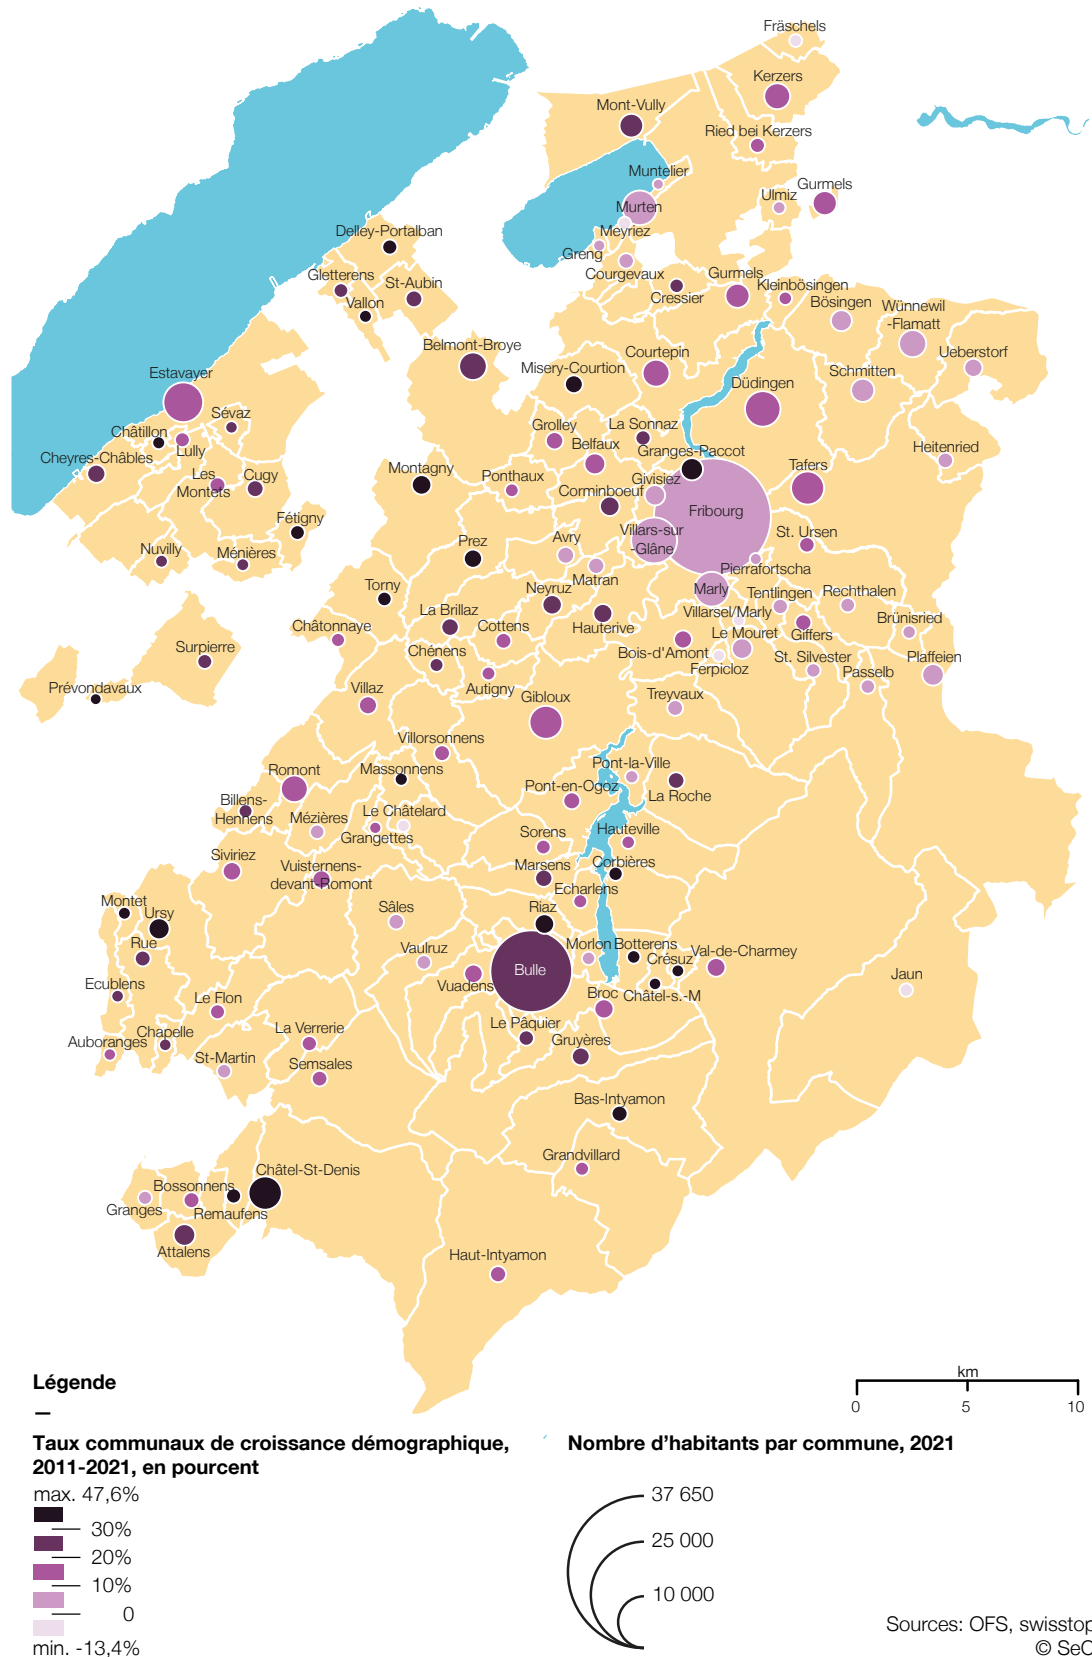 Fräschels
Kerzers
Mont-Vully
Ried bei Kerzers
Muntelier
Gurmels
Ulmiz
Murten
Meyriez
Delley-Portalban
Greng
Courgevaux
Gurmels
Gletterens
St-Aubin
Kleinbösingen
Cressier
Vallon
Bösingen
Wünnewil
-Flamatt
Belmont-Broye
Courtepin
Ueberstorf
Misery-Courtion
Estavayer
Schmitten
Düdingen
Sévaz
Grolley
La Sonnaz
Châtillon
Belfaux
Granges-Paccot
Heitenried
Lully
Cheyres-Châbles
Tafers
Montagny
Les
Montets
Cugy
Ponthaux
Givisiez
Corminboeuf
Fribourg
Fétigny
Villars-sur
-Glâne
St. Ursen
Avry
Prez
Nuvilly
Ménières
Pierrafortscha
Matran
Torny
Neyruz
Marly
Tentlingen
Rechthalen
La Brillaz
Villarsel/Marly
Brünisried
Châtonnaye
Cottens
Hauterive
Le Mouret
Giffers
Surpierre
Chénens
Bois-d'Amont
St. Silvester
Plaffeien
Ferpicloz
Passelb
Prévondavaux
Villaz
Autigny
Gibloux
Treyvaux
Villorsonnens
Romont
Massonnens
Pont-la-Ville
Pont-en-Ogoz
La Roche
Billens-
Hennens
Mézières
Le Châtelard
Grangettes
Sorens
Hauteville
Siviriez
Vuisternens-
devant-Romont
Marsens
Corbières
Echarlens
Montet
Ursy
Sâles
Riaz
Rue
Vaulruz
Morlon
Botterens
Crésuz
Val-de-Charmey
Bulle
Jaun
Ecublens
Vuadens
Le Flon
Broc
Châtel-s.-M
Auboranges
Chapelle
La Verrerie
Le Pâquier
Gruyères
St-Martin
Semsales
Bas-Intyamon
Grandvillard
Châtel-St-Denis
Bossonnens
Granges
Remaufens
Attalens
Haut-Intyamon
Légende
km
0 5 10
Taux communaux de croissance démographique,
2011-2021, en pourcent
Nombre d’habitants par commune, 2021
max. 47,6%
30%
20%
10%
0
min. -13,4%
37 650
25 000
10 000
Sources: OFS, swisstop
© SeC